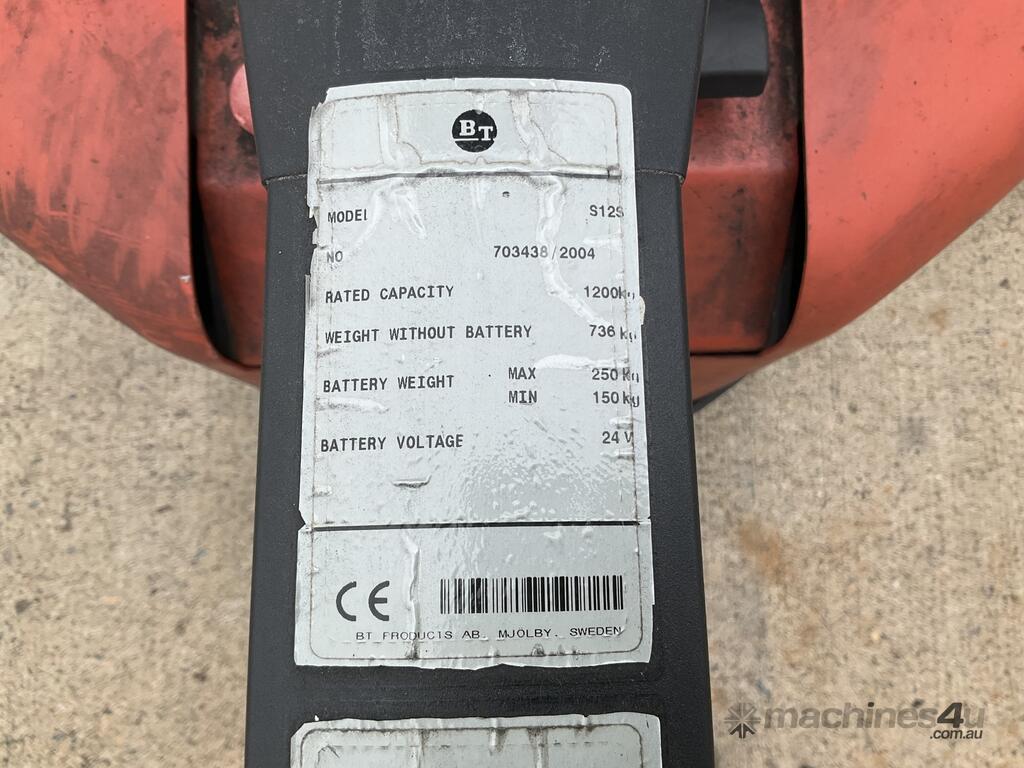 BT
MODEL S12S
NO 703438/2004
RATED CAPACITY 1200kg
WEIGHT WITHOUT BATTERY 736 kg
BATTERY WEIGHT MAX 250 kg
MIN 150 kg
BATTERY VOLTAGE 24 V
CE
BT PRODUCTS AB. MJÖLBY. SWEDEN
machines4u
.com.au